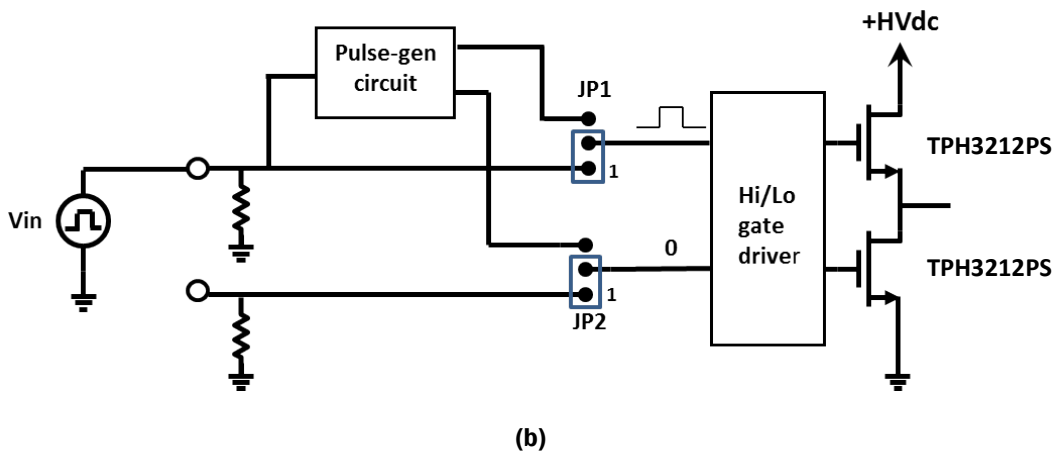 +HVdc
Pulse-gen
circuit
JP1
TPH3212PS
1
Vin
Hi/Lo
gate
driver
0
TPH3212PS
1
JP2
(b)